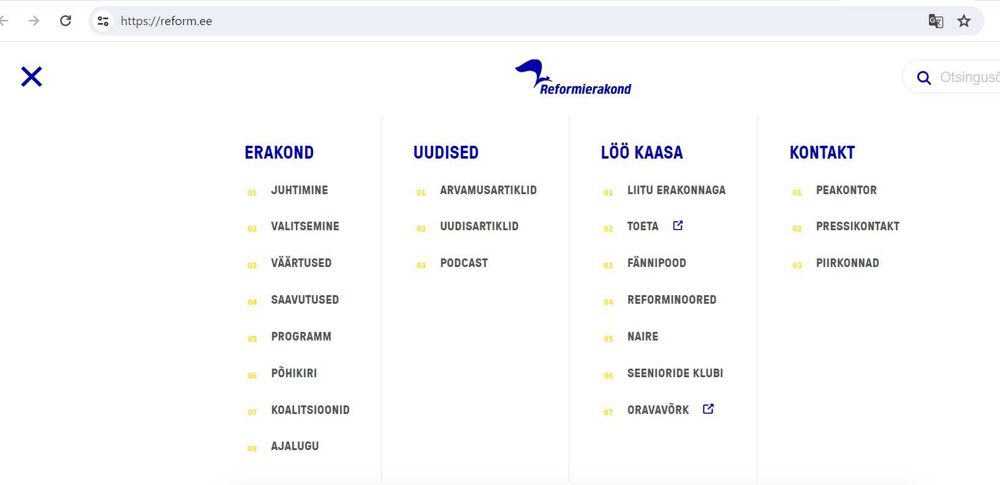 https://reform.ee
Reformierakond
ERAKOND
01 JUHTIMINE
02 VALITSEMINE
03 VÄÄRTUSED
04 SAAVUTUSED
05 PROGRAMM
06 PÕHIKIRI
07 KOALITSIOONID
08 AJALUGU
UUDISED
01 ARVAMUSARTIKLID
02 UUDISARTIKLID
03 PODCAST
LÖÖ KAASA
01 LIITU ERAKONNAGA
02 TOETA
03 FÄNNIPOOD
04 REFORMINOORED
05 NAIRE
06 SEENIORIDE KLUBI
07 ORAVAVÕRK
KONTAKT
01 PEAKONTOR
02 PRESSIKONTAKT
03 PIIRKONNAD